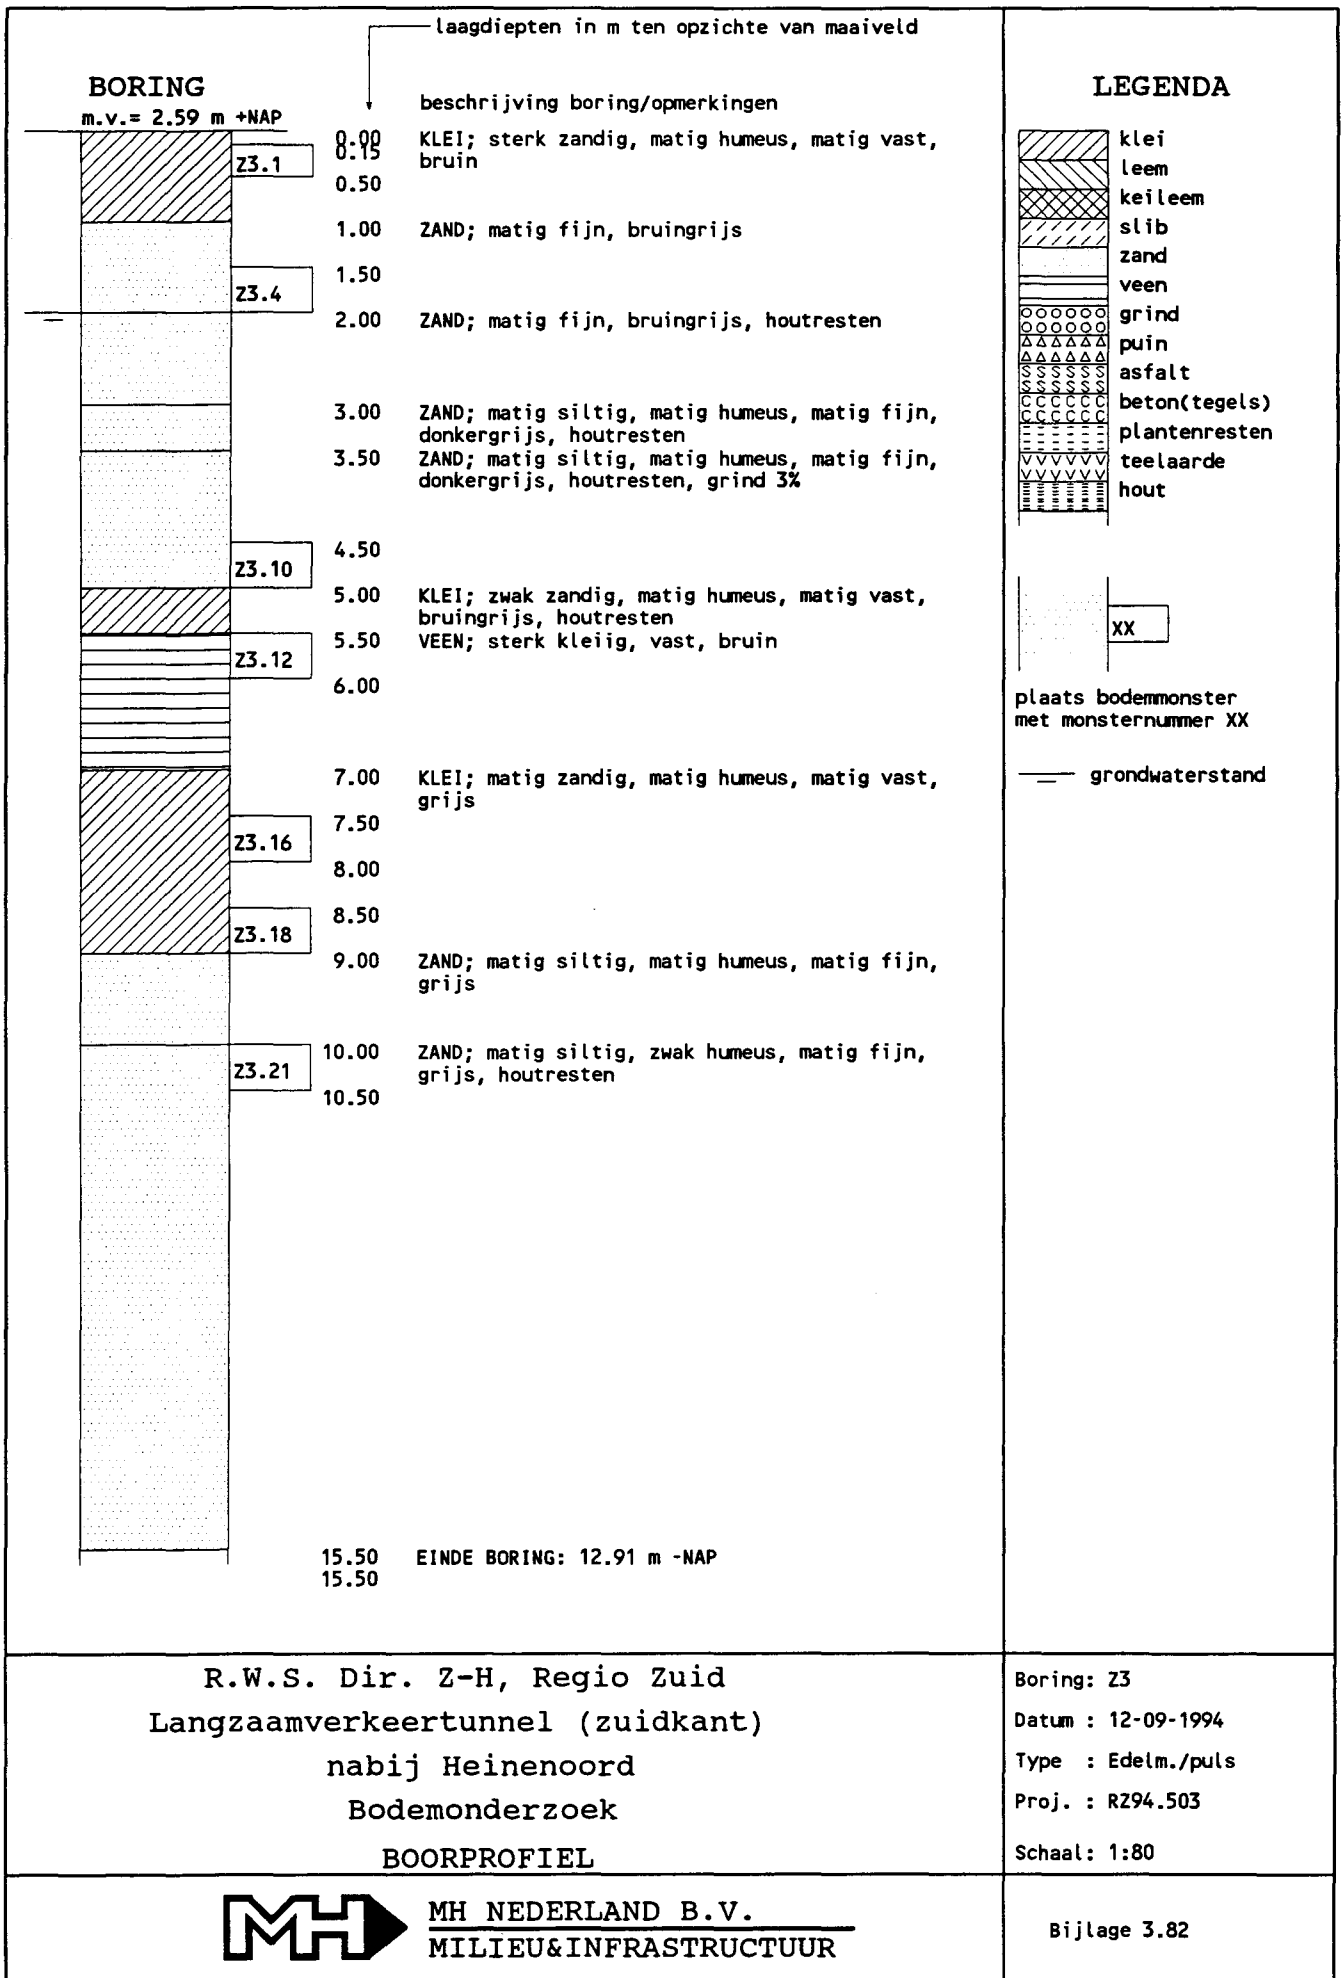 laagdiepten in m ten opzichte van maaiveld
BORING
m.v.= 2.59 m +NAP
beschrijving boring/opmerkingen
0.00 KLEI; sterk zandig, matig humeus, matig vast,
0.15 bruin
Z3.1
0.50
1.00 ZAND; matig fijn, bruingrijs
1.50
Z3.4
2.00 ZAND; matig fijn, bruingrijs, houtresten
3.00 ZAND; matig siltig, matig humeus, matig fijn,
donkergrijs, houtresten
3.50 ZAND; matig siltig, matig humeus, matig fijn,
donkergrijs, houtresten, grind 3%
4.50
Z3.10
5.00 KLEI; zwak zandig, matig humeus, matig vast,
bruingrijs, houtresten
5.50 VEEN; sterk kleiig, vast, bruin
Z3.12
6.00
7.00 KLEI; matig zandig, matig humeus, matig vast,
grijs
7.50
Z3.16
8.00
8.50
Z3.18
9.00 ZAND; matig siltig, matig humeus, matig fijn,
grijs
10.00 ZAND; matig siltig, zwak humeus, matig fijn,
Z3.21 grijs, houtresten
10.50
15.50 EINDE BORING: 12.91 m -NAP
15.50
LEGENDA
klei
leem
keileem
slib
zand
veen
grind
puin
asfalt
beton(tegels)
plantenresten
teelaarde
hout
XX
plaats bodemmonster
met monsternummer XX
grondwaterstand
R.W.S. Dir. Z-H, Regio Zuid
Langzaamverkeertunnel (zuidkant)
nabij Heinenoord
Bodemonderzoek
BOORPROFIEL
Boring: Z3
Datum : 12-09-1994
Type : Edelm./puls
Proj. : RZ94.503
Schaal: 1:80
MH
MH NEDERLAND B.V.
MILIEU&INFRASTRUCTUUR
Bijlage 3.82